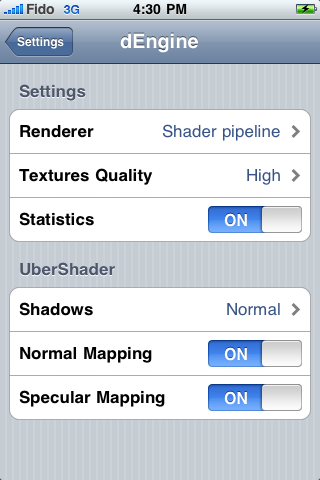 Fido 3G 4:30 PM
Settings dEngine
Settings
Renderer Shader pipeline
Textures Quality High
Statistics ON
UberShader
Shadows Normal
Normal Mapping ON
Specular Mapping ON